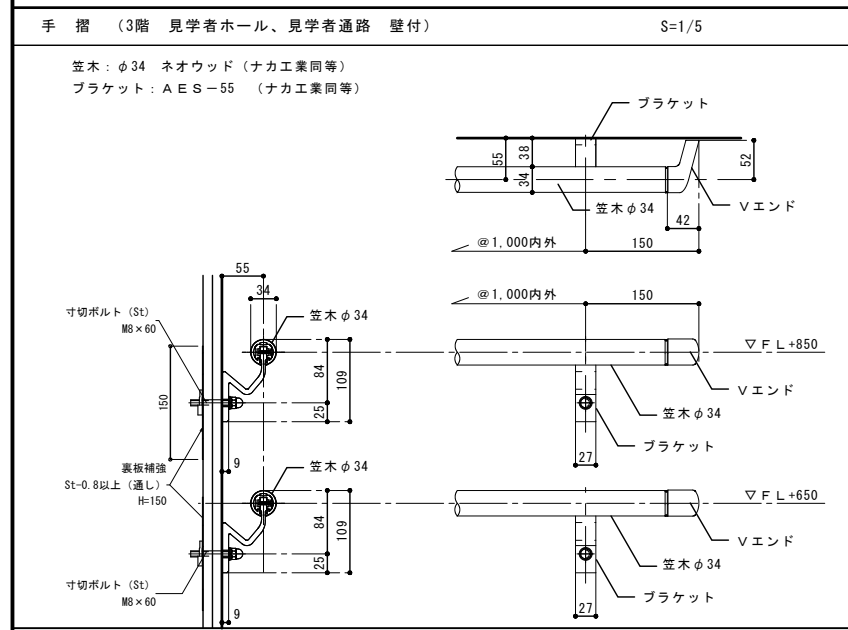 手 摺 （3階 見学者ホール、見学者通路 壁付）
S=1/5
笠木：φ34 ネオウッド（ナカ工業同等）
ブラケット：ＡＥＳ－55 （ナカ工業同等）
ブラケット
55
38
34
52
笠木φ34
Ｖエンド
42
@1,000内外
150
55
34
寸切ボルト（St）
M8×60
笠木φ34
84
109
25
150
9
裏板補強
St-0.8以上（通し）
H=150
@1,000内外
150
▽ＦＬ+850
Ｖエンド
笠木φ34
ブラケット
27
笠木φ34
84
109
25
寸切ボルト（St）
M8×60
9
▽ＦＬ+650
Ｖエンド
笠木φ34
ブラケット
27